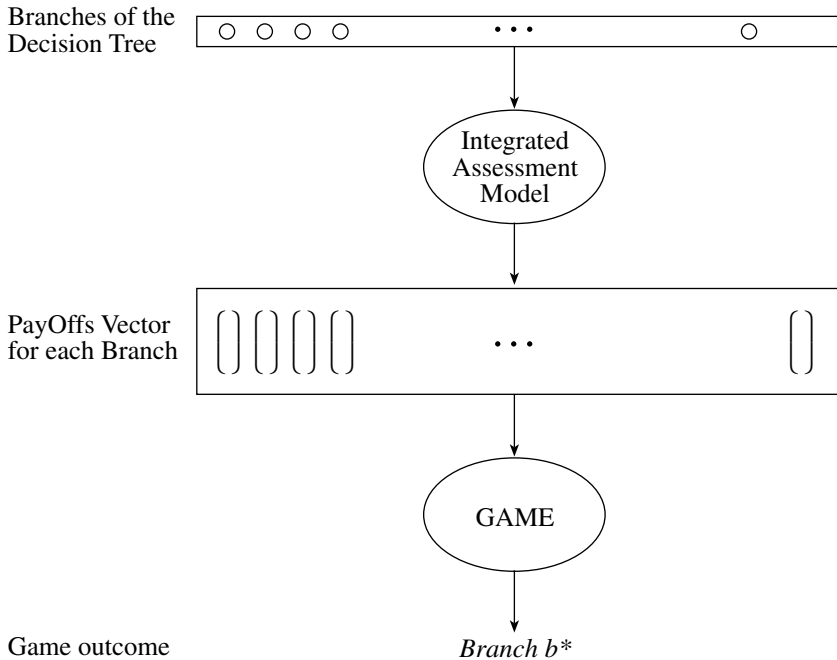 Branches of the
Decision Tree
• • •
Integrated
Assessment
Model
PayOffs Vector
for each Branch
• • •
GAME
Game outcome
Branch b*